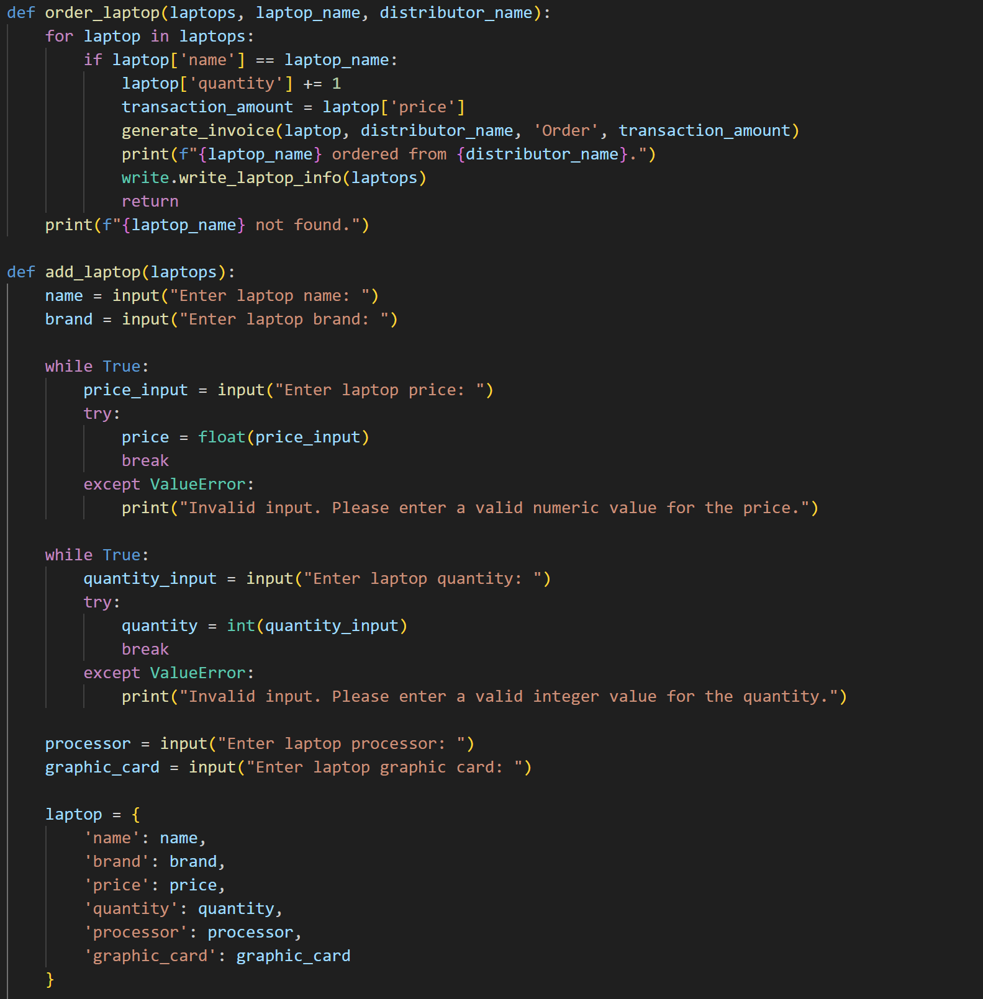 def order_laptop(laptops, laptop_name, distributor_name):
    for laptop in laptops:
        if laptop['name'] == laptop_name:
            laptop['quantity'] += 1
            transaction_amount = laptop['price']
            generate_invoice(laptop, distributor_name, 'Order', transaction_amount)
            print(f"{laptop_name} ordered from {distributor_name}.")
            write.write_laptop_info(laptops)
            return
    print(f"{laptop_name} not found.")

def add_laptop(laptops):
    name = input("Enter laptop name: ")
    brand = input("Enter laptop brand: ")

    while True:
        price_input = input("Enter laptop price: ")
        try:
            price = float(price_input)
            break
        except ValueError:
            print("Invalid input. Please enter a valid numeric value for the price.")

    while True:
        quantity_input = input("Enter laptop quantity: ")
        try:
            quantity = int(quantity_input)
            break
        except ValueError:
            print("Invalid input. Please enter a valid integer value for the quantity.")

    processor = input("Enter laptop processor: ")
    graphic_card = input("Enter laptop graphic card: ")

    laptop = {
        'name': name,
        'brand': brand,
        'price': price,
        'quantity': quantity,
        'processor': processor,
        'graphic_card': graphic_card
    }